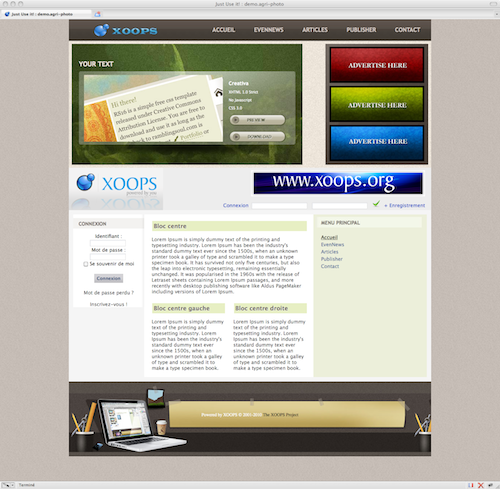 Just Use it! : demo.agri-photo
Just Use it! : demo.agri-photo
XOOPS
ACCUEIL EVENNEWS ARTICLES PUBLISHER CONTACT
YOUR TEXT
Hi there!
RS16 is a simple free css template
released under Creative Commons
Attribution License. You are free to
download and use it as long as the
Portfolio or
Creativa
XHTML 1.0 Strict
No Javascript
CSS 3.0
PREVIEW
DOWNLOAD
ADVERTISE HERE
ADVERTISE HERE
ADVERTISE HERE
XOOPS
powered by you
www.xoops.org
Connexion
+ Enregistrement
CONNEXION
Identifiant :
Mot de passe :
Se souvenir de moi
Connexion
Mot de passe perdu ?
Inscrivez-vous !
Bloc centre
Lorem Ipsum is simply dummy text of the printing and
typesetting industry. Lorem Ipsum has been the
industry's standard dummy text ever since the 1500s,
when an unknown printer took a galley of type and
scrambled it to make a type specimen book. It has
survived not only five centuries, but also the
leap into electronic typesetting, remaining essentially
unchanged. It was popularised in the 1960s with the release of
Letraset sheets containing Lorem Ipsum passages, and more
recently with desktop publishing software like Aldus PageMaker
including versions of Lorem Ipsum.
Bloc centre gauche
Lorem Ipsum is simply dummy
text of the printing and
typesetting industry. Lorem
Ipsum has been the
industry's standard dummy
text ever since the 1500s,
when an unknown printer
took a galley of type and
scrambled it to make a type
specimen book.
Bloc centre droite
Lorem Ipsum is simply dummy
text of the printing and
typesetting industry. Lorem
Ipsum has been the
industry's standard dummy
text ever since the 1500s,
when an unknown printer
took a galley of type and
scrambled it to make a type
specimen book.
MENU PRINCIPAL
Accueil
EvenNews
Articles
Publisher
Contact
Powered by XOOPS © 2001-2010 The XOOPS Project
Terminé